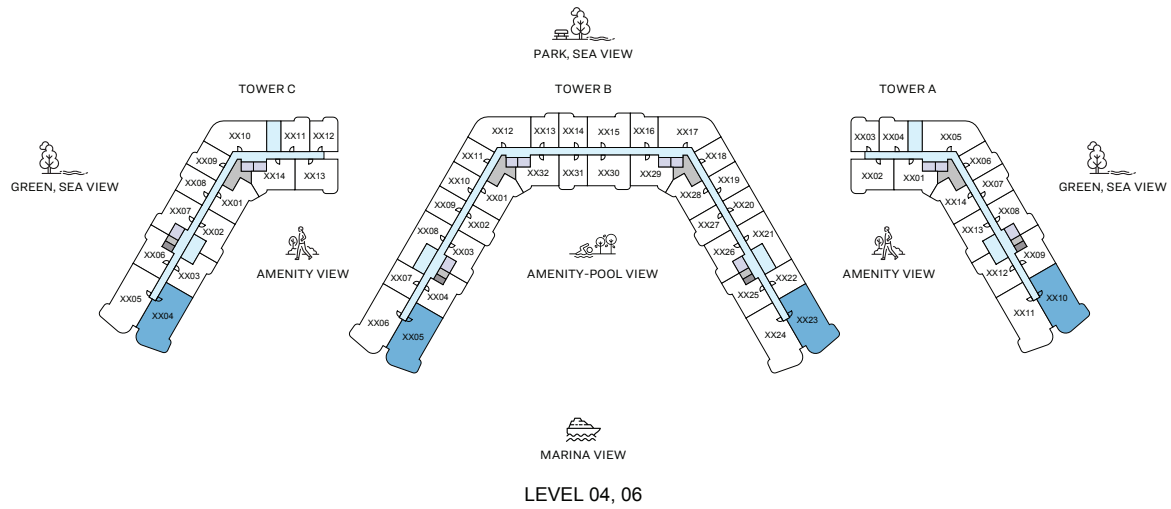 PARK, SEA VIEW
TOWER C
TOWER B
TOWER A
GREEN, SEA VIEW
GREEN, SEA VIEW
XX10
XX11
XX12
XX09
XX08
XX14
XX13
XX07
XX01
XX02
XX06
XX03
XX05
XX04
XX12
XX13
XX14
XX15
XX16
XX17
XX11
XX32
XX31
XX30
XX29
XX18
XX10
XX01
XX28
XX19
XX09
XX02
XX27
XX20
XX08
XX03
XX26
XX21
XX07
XX04
XX25
XX22
XX06
XX05
XX24
XX23
XX03
XX04
XX05
XX02
XX01
XX06
XX07
XX14
XX08
XX13
XX09
XX12
XX10
XX11
AMENITY VIEW
AMENITY-POOL VIEW
AMENITY VIEW
MARINA VIEW
LEVEL 04, 06